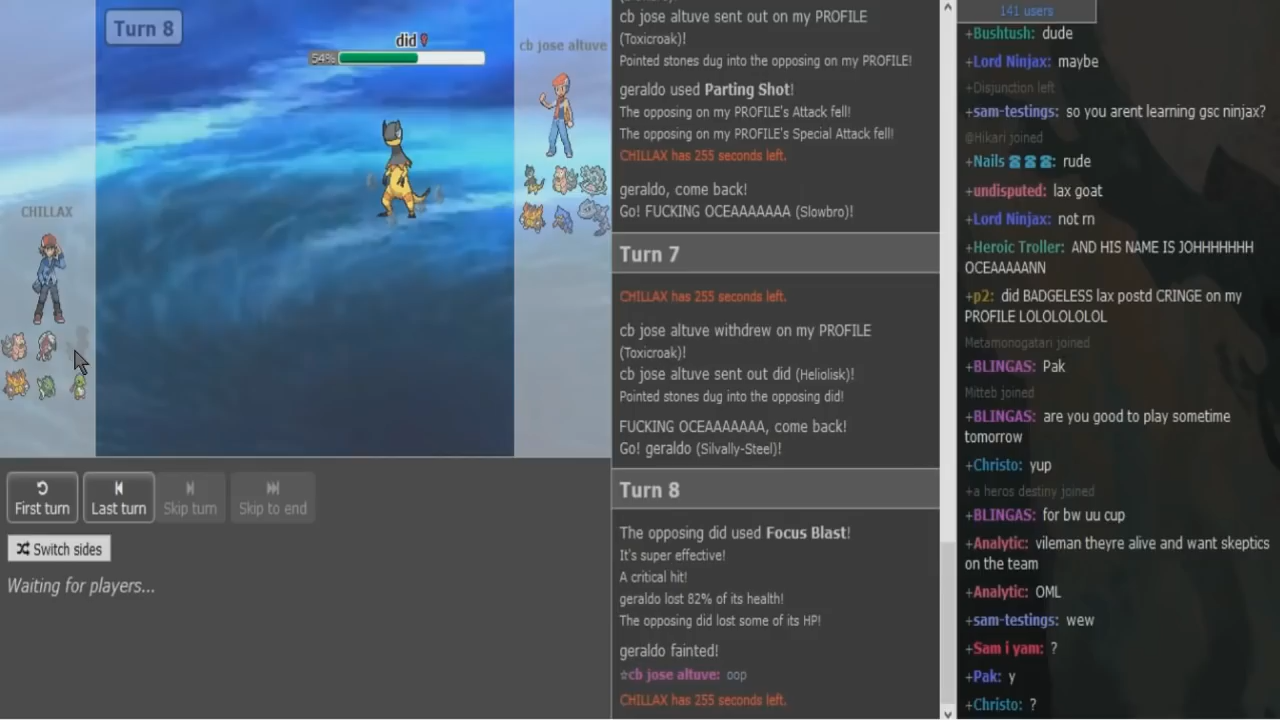 Turn 8
did
54%
cb jose altuve
CHILLAX
First turn
Last turn
Skip turn
Skip to end
Switch sides
Waiting for players...
cb jose altuve sent out on my PROFILE
(Toxicroak)!
Pointed stones dug into the opposing on my PROFILE!
geraldo used Parting Shot!
The opposing on my PROFILE's Attack fell!
The opposing on my PROFILE's Special Attack fell!
CHILLAX has 255 seconds left.
geraldo, come back!
Go! FUCKING OCEAAAAAAA (Slowbro)!
Turn 7
CHILLAX has 255 seconds left.
cb jose altuve withdrew on my PROFILE
(Toxicroak)!
cb jose altuve sent out did (Heliolisk)!
Pointed stones dug into the opposing did!
FUCKING OCEAAAAAAA, come back!
Go! geraldo (Silvally-Steel)!
Turn 8
The opposing did used Focus Blast!
It's super effective!
A critical hit!
geraldo lost 82% of its health!
The opposing did lost some of its HP!
geraldo fainted!
☆cb jose altuve: oop
CHILLAX has 255 seconds left.
141 users
+Bushtush: dude
+Lord Ninjax: maybe
+Disjunction left
+sam-testings: so you arent learning gsc ninjax?
@Hikari joined
+Nails ☎☎☎: rude
+undisputed: lax goat
+Lord Ninjax: not rn
+Heroic Troller: AND HIS NAME IS JOHHHHHHH
OCEAAAAANN
+p2: did BADGELESS lax postd CRINGE on my
PROFILE LOLOLOLOLOL
Metamonogatari joined
+BLINGAS: Pak
Mitteb joined
+BLINGAS: are you good to play sometime
tomorrow
+Christo: yup
+a heros destiny joined
+BLINGAS: for bw uu cup
+Analytic: vileman theyre alive and want skeptics
on the team
+Analytic: OML
+sam-testings: wew
+Sam i yam: ?
+Pak: y
+Christo: ?